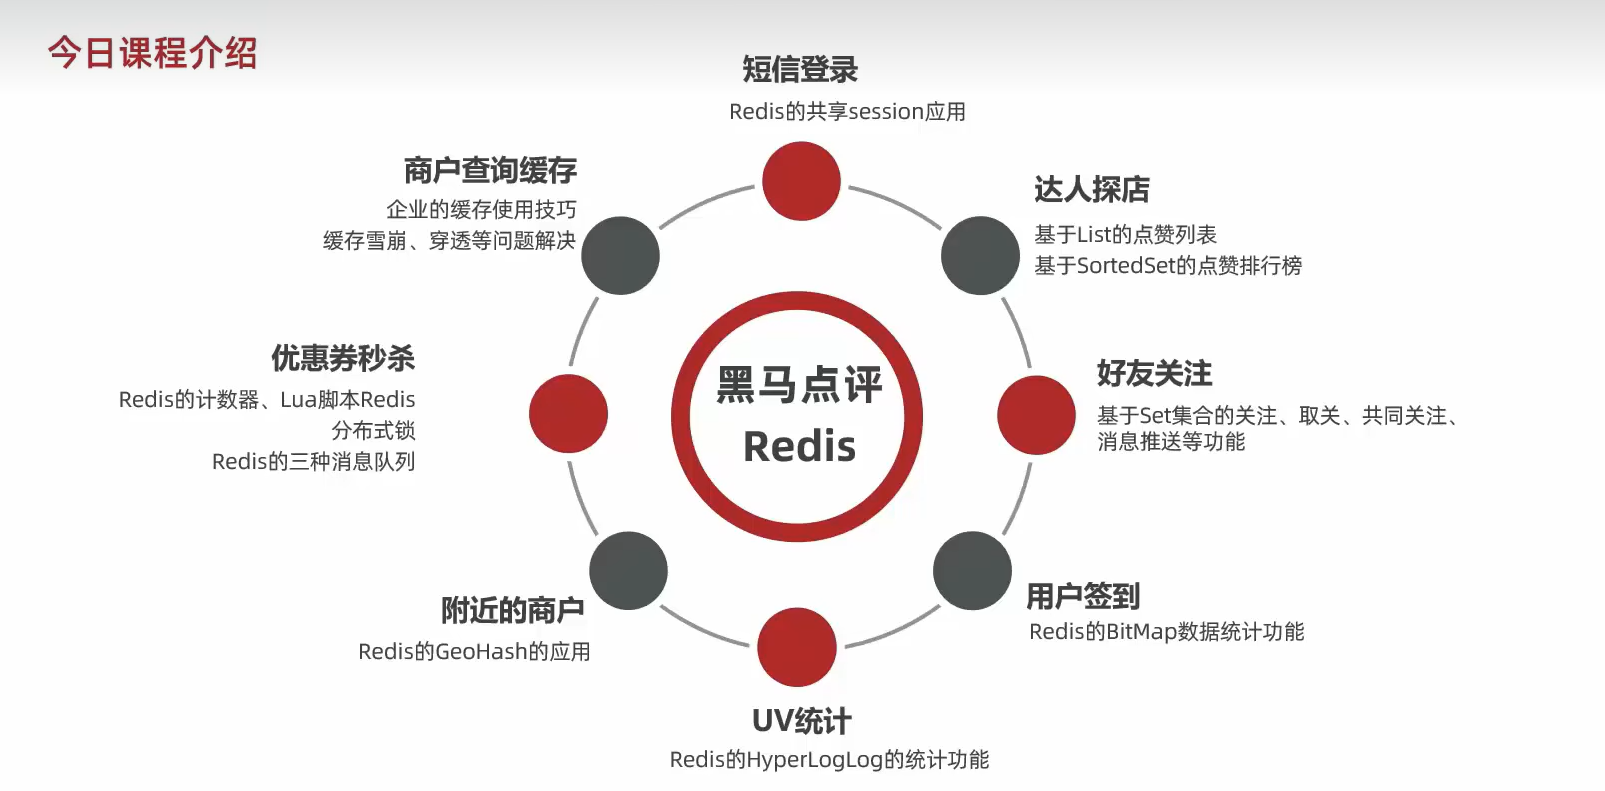 今日课程介绍
短信登录
Redis的共享session应用
商户查询缓存
企业的缓存使用技巧
缓存雪崩、穿透等问题解决
达人探店
基于List的点赞列表
基于SortedSet的点赞排行榜
优惠券秒杀
Redis的计数器、Lua脚本Redis
分布式锁
Redis的三种消息队列
黑马点评
Redis
好友关注
基于Set集合的关注、取关、共同关注、
消息推送等功能
附近的商户
Redis的GeoHash的应用
用户签到
Redis的BitMap数据统计功能
UV统计
Redis的HyperLogLog的统计功能